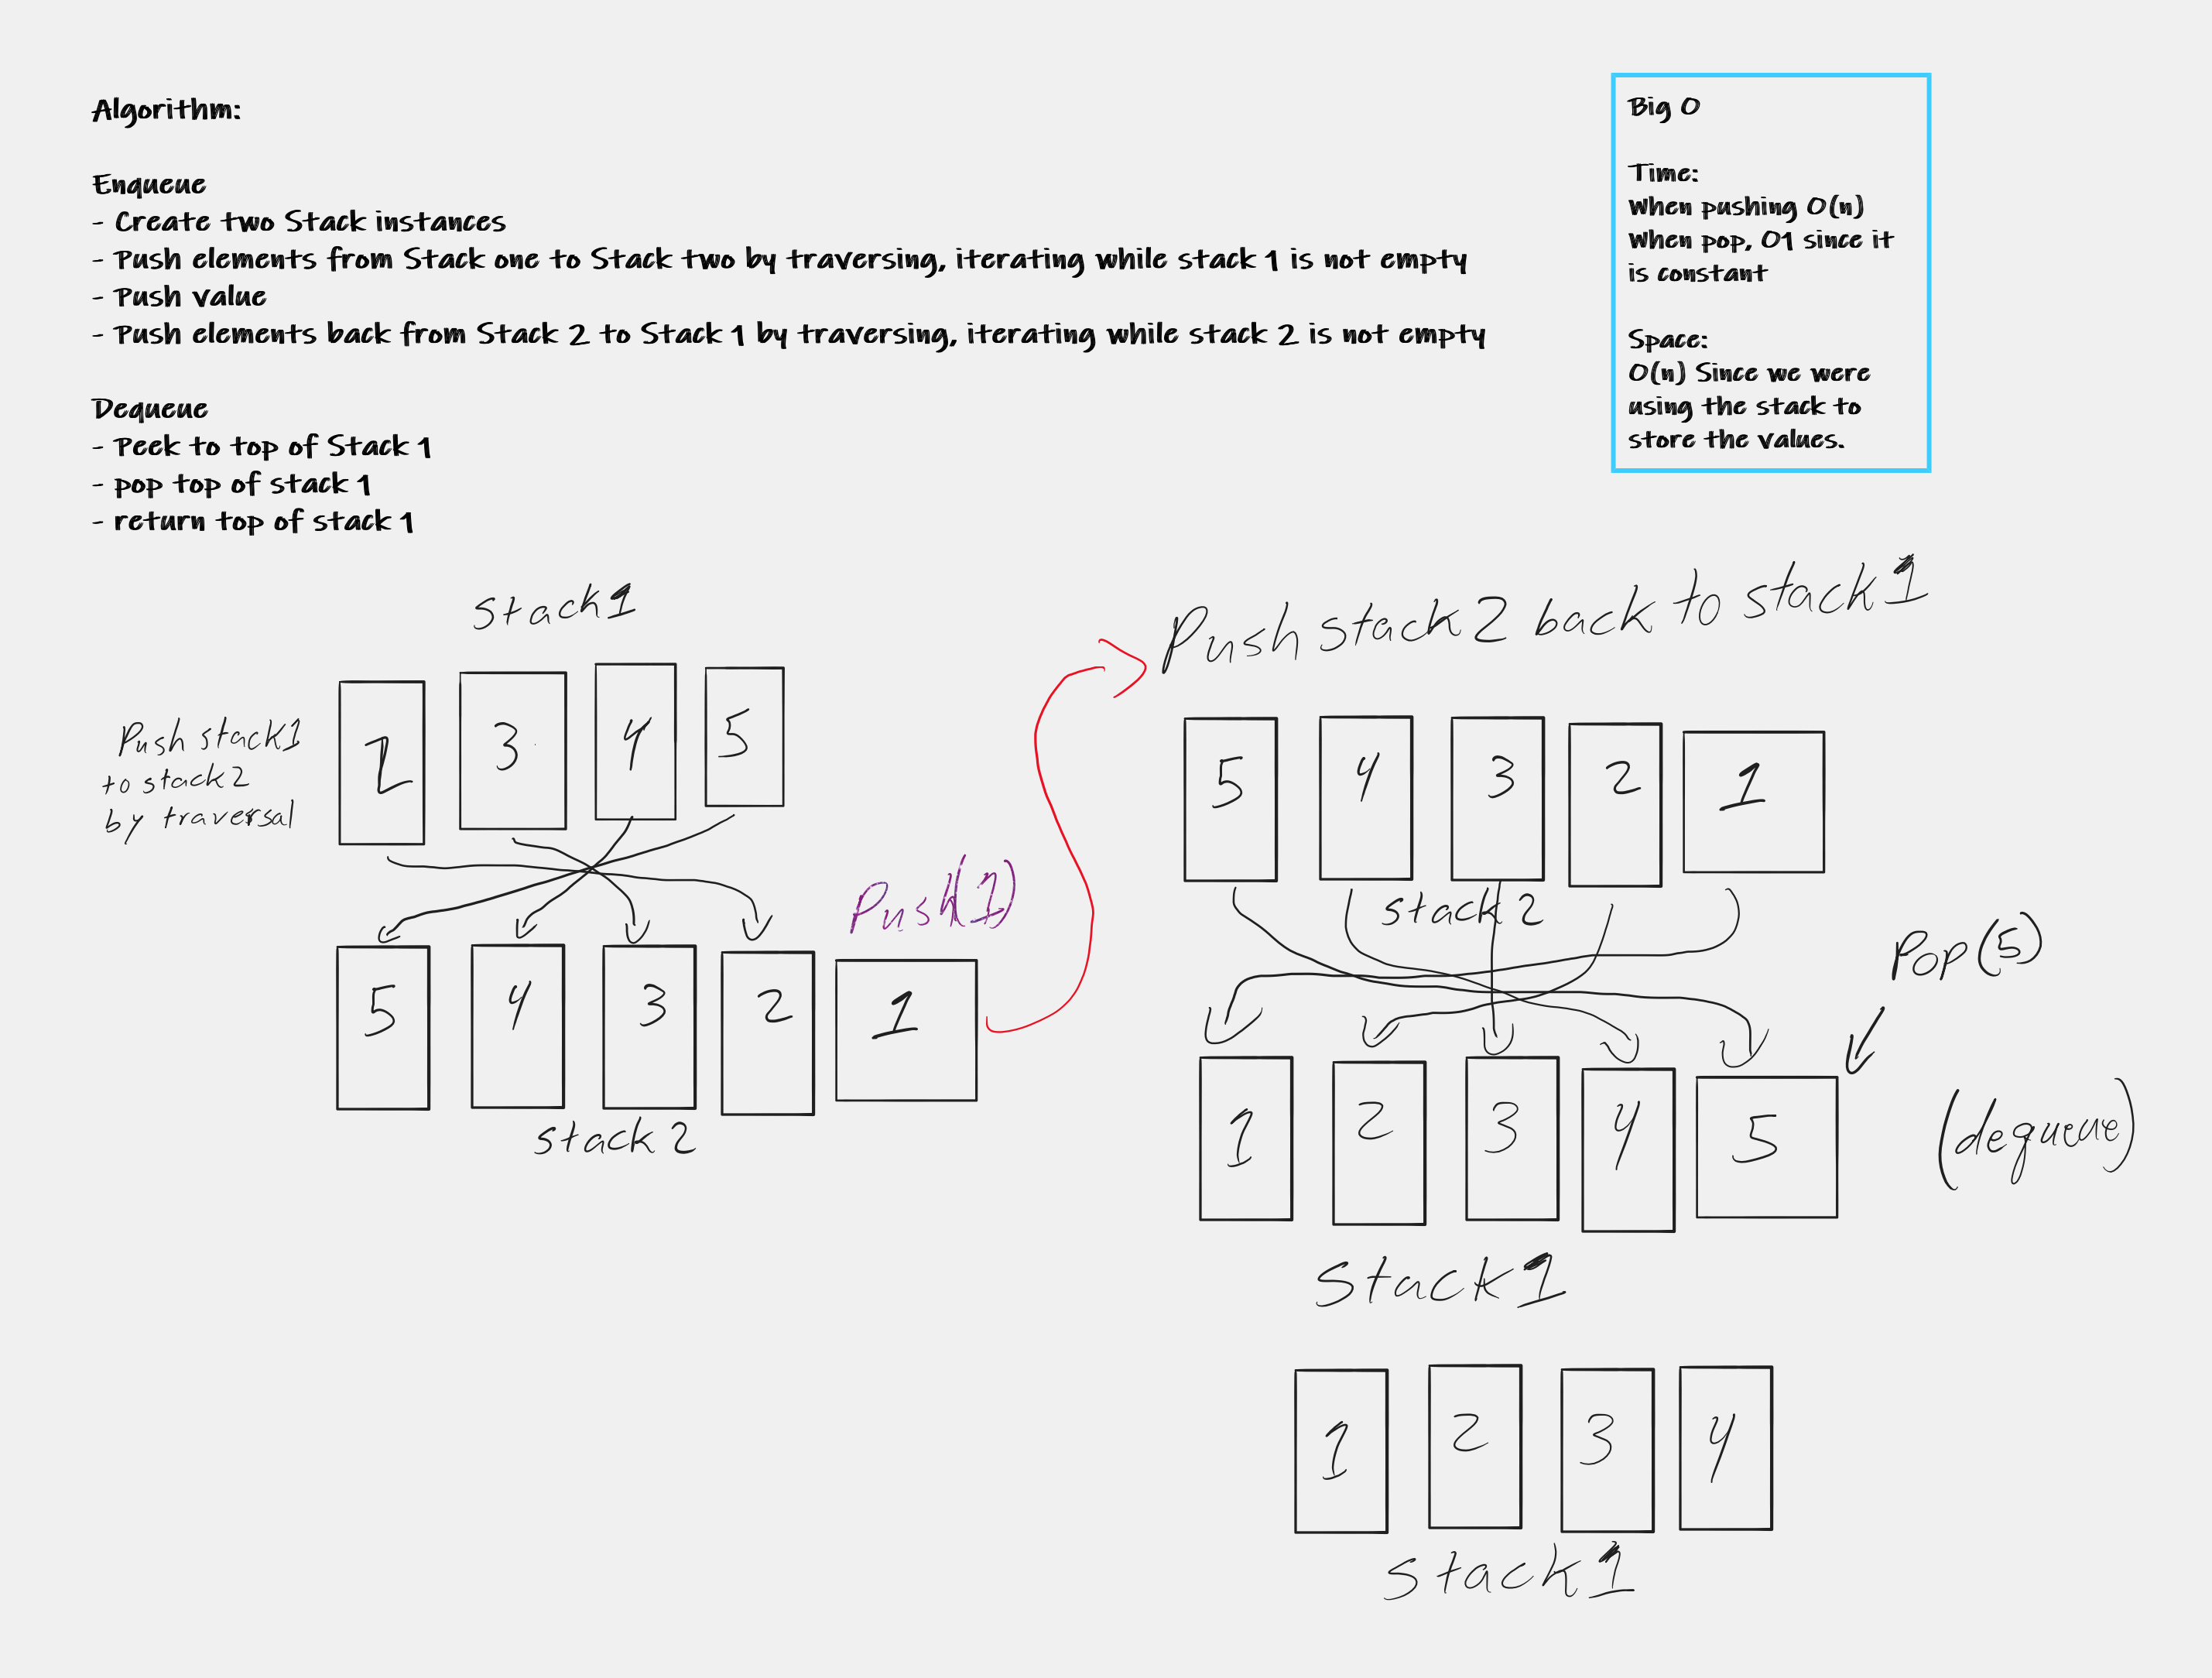 Algorithm:
Enqueue
- Create two Stack instances
- Push elements from Stack one to Stack two by traversing, iterating while stack 1 is not empty
- Push value
- Push elements back from Stack 2 to Stack 1 by traversing, iterating while stack 2 is not empty
Dequeue
- Peek to top of Stack 1
- pop top of stack 1
- return top of stack 1
Big O
Time:
When pushing O(n)
When pop, O1 since it
is constant
Space:
O(n) Since we were
using the stack to
store the values.
Stack1
Push stack1
to stack2
by traversal
2 3 4 5
Push(1)
5 4 3 2 1
stack 2
Push stack 2 back to stack 1
5 4 3 2 1
stack 2
Pop(5)
(dequeue)
1 2 3 4 5
Stack1
1 2 3 4
stack1